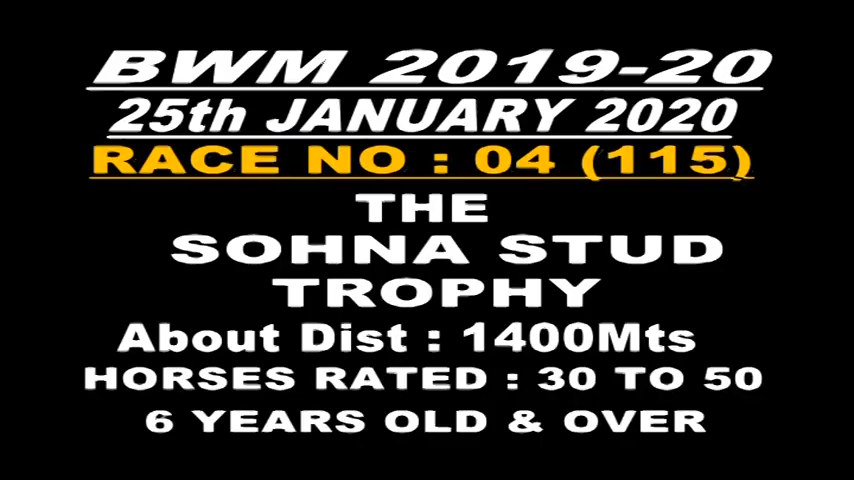 BWM 2019-20
25th JANUARY 2020
RACE NO : 04 (115)
THE
SOHNA STUD
TROPHY
About Dist : 1400Mts
HORSES RATED : 30 TO 50
6 YEARS OLD & OVER